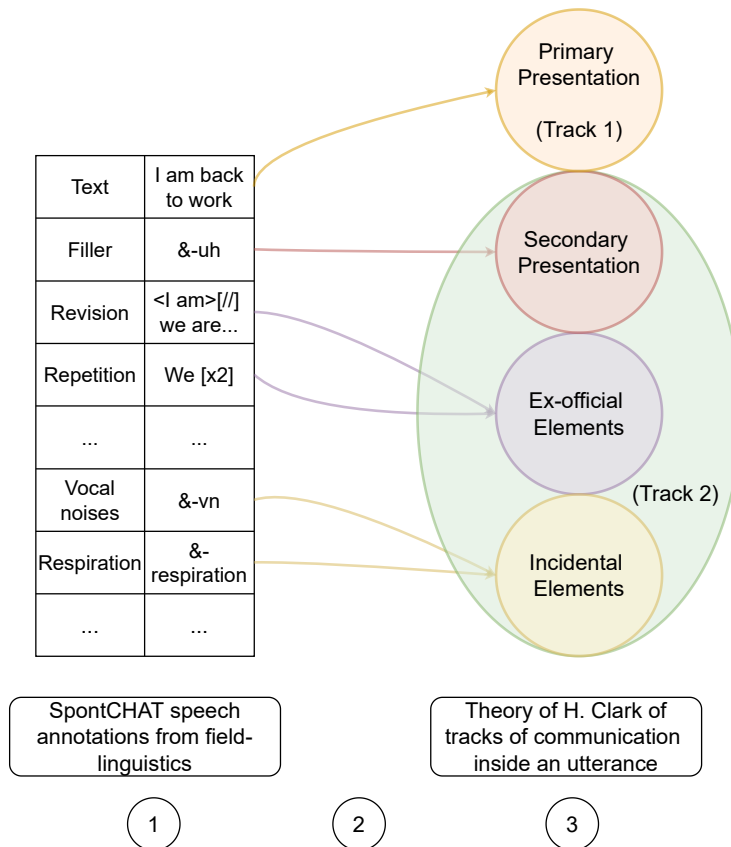 Primary
Presentation
(Track 1)
Text
I am back
to work
Filler
&-uh
Secondary
Presentation
Revision
<I am>[//]
we are...
Repetition
We [x2]
Ex-official
Elements
...
...
(Track 2)
Vocal
noises
&-vn
Respiration
&-
respiration
Incidental
Elements
...
...
SpontCHAT speech
annotations from field-
linguistics
Theory of H. Clark of
tracks of communication
inside an utterance
1
2
3